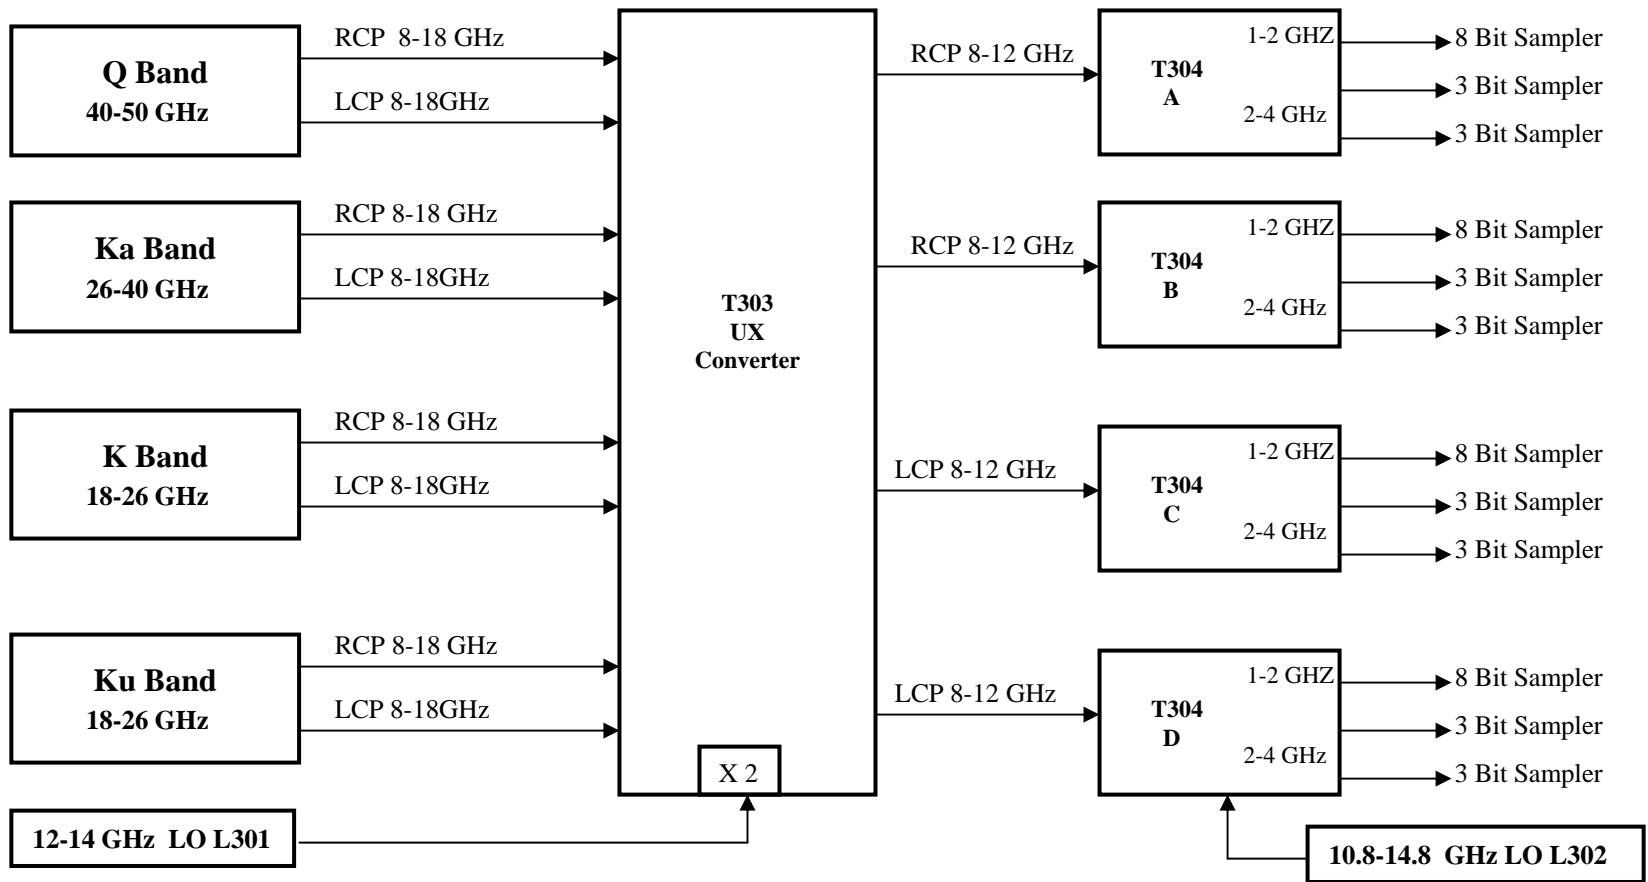 Q Band
40-50 GHz
RCP 8-18 GHz
LCP 8-18GHz
Ka Band
26-40 GHz
RCP 8-18 GHz
LCP 8-18GHz
K Band
18-26 GHz
RCP 8-18 GHz
LCP 8-18GHz
Ku Band
18-26 GHz
RCP 8-18 GHz
LCP 8-18GHz
12-14 GHz LO L301
T303
UX
Converter
X 2
RCP 8-12 GHz
RCP 8-12 GHz
LCP 8-12 GHz
LCP 8-12 GHz
T304
A
1-2 GHZ
2-4 GHz
8 Bit Sampler
3 Bit Sampler
3 Bit Sampler
T304
B
1-2 GHZ
2-4 GHz
8 Bit Sampler
3 Bit Sampler
3 Bit Sampler
T304
C
1-2 GHZ
2-4 GHz
8 Bit Sampler
3 Bit Sampler
3 Bit Sampler
T304
D
1-2 GHZ
2-4 GHz
8 Bit Sampler
3 Bit Sampler
3 Bit Sampler
10.8-14.8 GHz LO L302